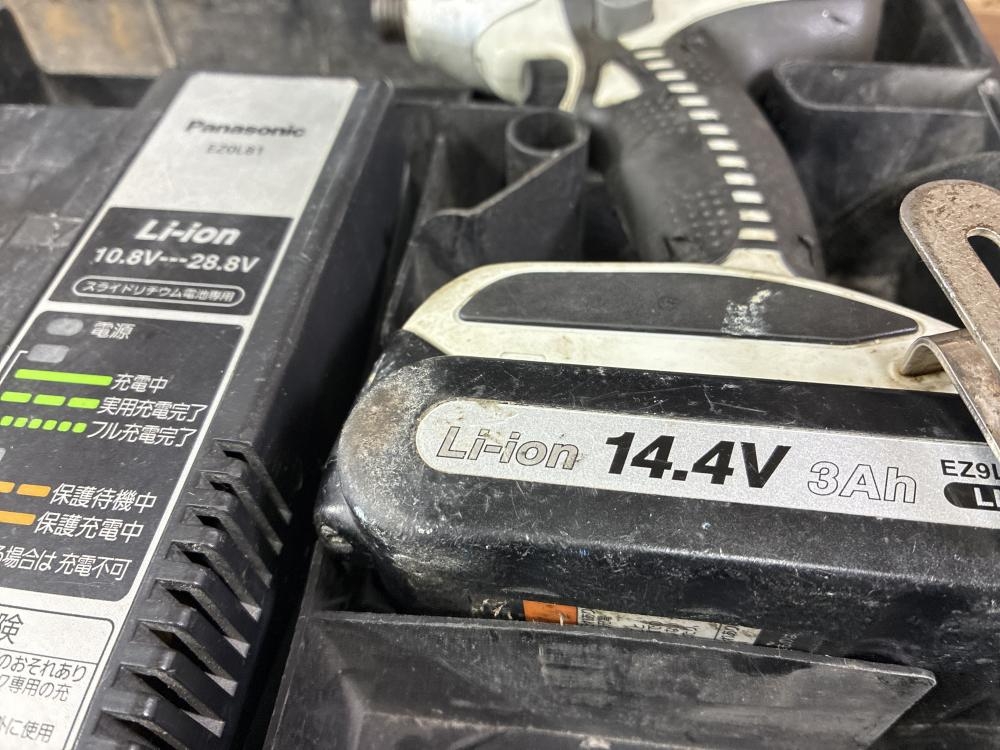 Panasonic
EZ0L81
Li-ion
10.8V---28.8V
スライドリチウム電池専用
電源
充電中
実用充電完了
フル充電完了
保護待機中
保護充電中
場合は 充電不可
険
のおそれあり
専用の充
外に使用
Li-ion 14.4V 3Ah
EZ9L